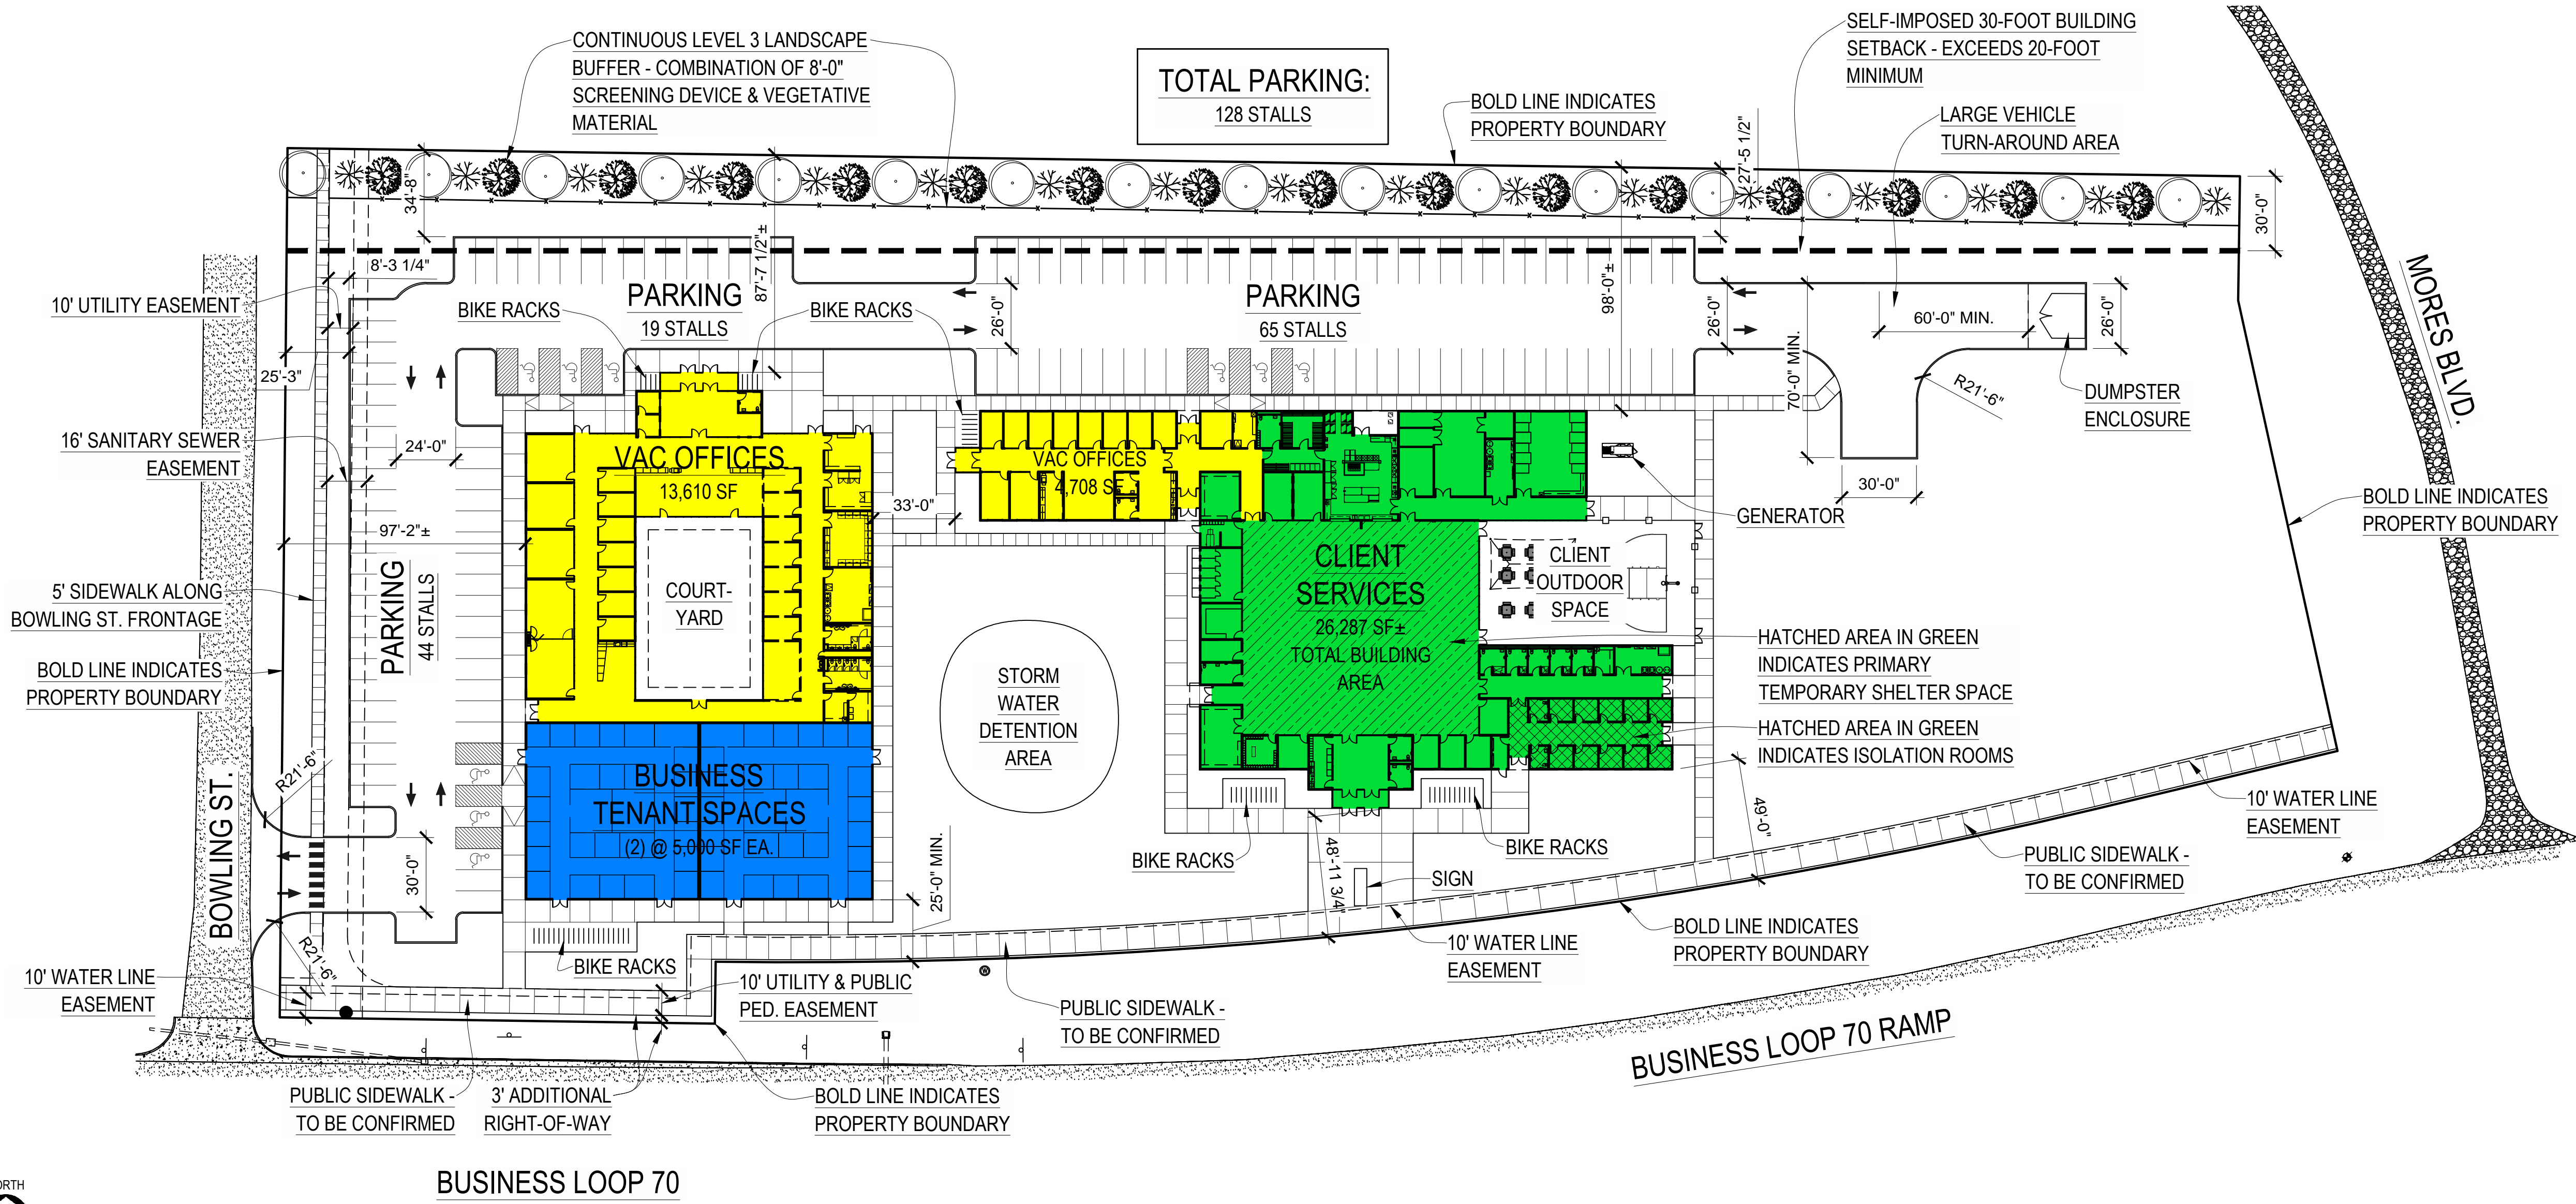 CONTINUOUS LEVEL 3 LANDSCAPE
BUFFER - COMBINATION OF 8'-0"
SCREENING DEVICE & VEGETATIVE
MATERIAL
TOTAL PARKING:
128 STALLS
BOLD LINE INDICATES
PROPERTY BOUNDARY
SELF-IMPOSED 30-FOOT BUILDING
SETBACK - EXCEEDS 20-FOOT
MINIMUM
LARGE VEHICLE
TURN-AROUND AREA
27'-5 1/2"
34'-8"
87'-7 1/2"±
98'-0"±
30'-0"
MORES BLVD.
8'-3 1/4"
10' UTILITY EASEMENT
BIKE RACKS
PARKING
19 STALLS
BIKE RACKS
26'-0"
PARKING
65 STALLS
26'-0"
60'-0" MIN.
26'-0"
70'-0" MIN.
25'-3"
R21'-6"
DUMPSTER
ENCLOSURE
16' SANITARY SEWER
EASEMENT
24'-0"
VAC OFFICES
13,610 SF
VAC OFFICES
4,708 SF
33'-0"
30'-0"
GENERATOR
BOLD LINE INDICATES
PROPERTY BOUNDARY
97'-2"±
PARKING
44 STALLS
COURT-
YARD
CLIENT
SERVICES
26,287 SF±
TOTAL BUILDING
AREA
CLIENT
OUTDOOR
SPACE
5' SIDEWALK ALONG
BOWLING ST. FRONTAGE
BOLD LINE INDICATES
PROPERTY BOUNDARY
STORM
WATER
DETENTION
AREA
HATCHED AREA IN GREEN
INDICATES PRIMARY
TEMPORARY SHELTER SPACE
HATCHED AREA IN GREEN
INDICATES ISOLATION ROOMS
BOWLING ST.
R21'-6"
BUSINESS
TENANT SPACES
(2) @ 5,000 SF EA.
30'-0"
25'-0" MIN.
BIKE RACKS
48'-11 3/4"
BIKE RACKS
SIGN
49'-0"
10' WATER LINE
EASEMENT
PUBLIC SIDEWALK -
TO BE CONFIRMED
R21'-6"
BIKE RACKS
10' WATER LINE
EASEMENT
BOLD LINE INDICATES
PROPERTY BOUNDARY
10' WATER LINE
EASEMENT
10' UTILITY & PUBLIC
PED. EASEMENT
PUBLIC SIDEWALK -
TO BE CONFIRMED
BUSINESS LOOP 70 RAMP
PUBLIC SIDEWALK -
TO BE CONFIRMED
3' ADDITIONAL
RIGHT-OF-WAY
BOLD LINE INDICATES
PROPERTY BOUNDARY
BUSINESS LOOP 70